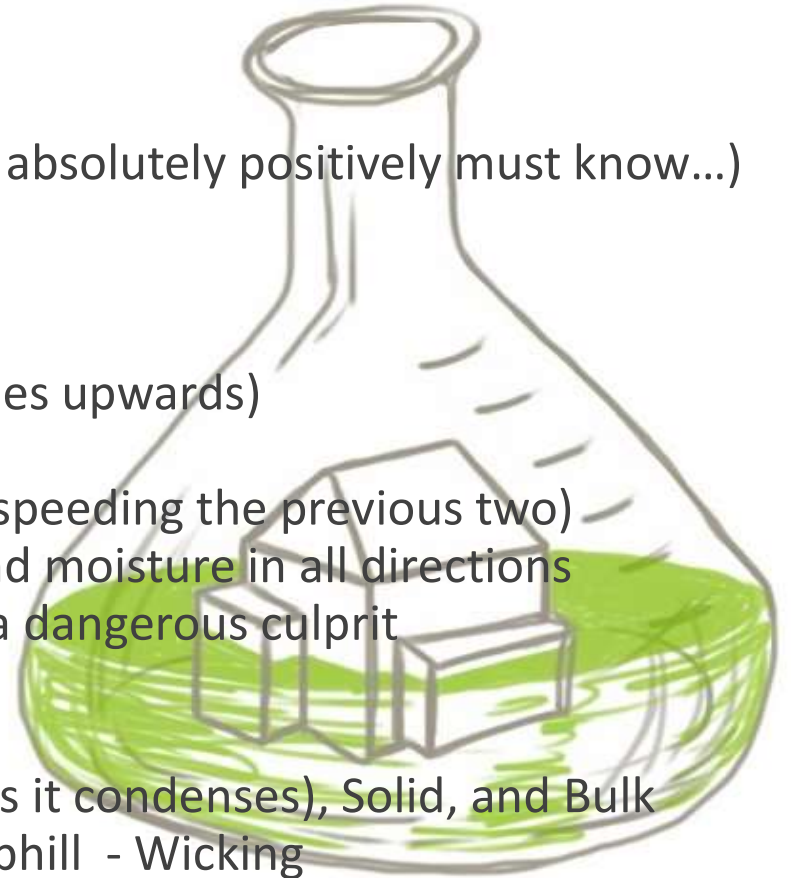 absolutely positively must know...)
es upwards)
speeding the previous two)
d moisture in all directions
a dangerous culprit
s it condenses), Solid, and Bulk
phill - Wicking